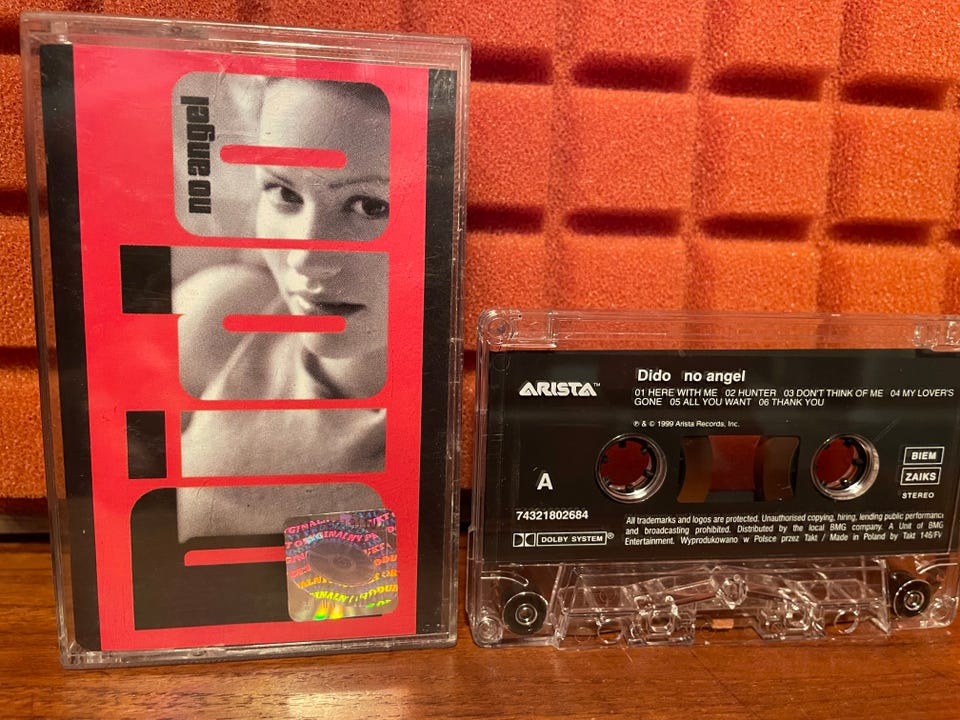 Dido
no angel
ARISTA™
Dido no angel
01 HERE WITH ME 02 HUNTER 03 DON'T THINK OF ME 04 MY LOVER'S
GONE 05 ALL YOU WANT 06 THANK YOU
℗ & © 1999 Arista Records, Inc.
A
BIEM
ZAIKS
STEREO
74321802684
DOLBY SYSTEM®
All trademarks and logos are protected. Unauthorised copying, hiring, lending public performance
and broadcasting prohibited. Distributed by the local BMG company. A Unit of BMG
Entertainment. Wyprodukowano w Polsce przez Takt / Made in Poland by Takt